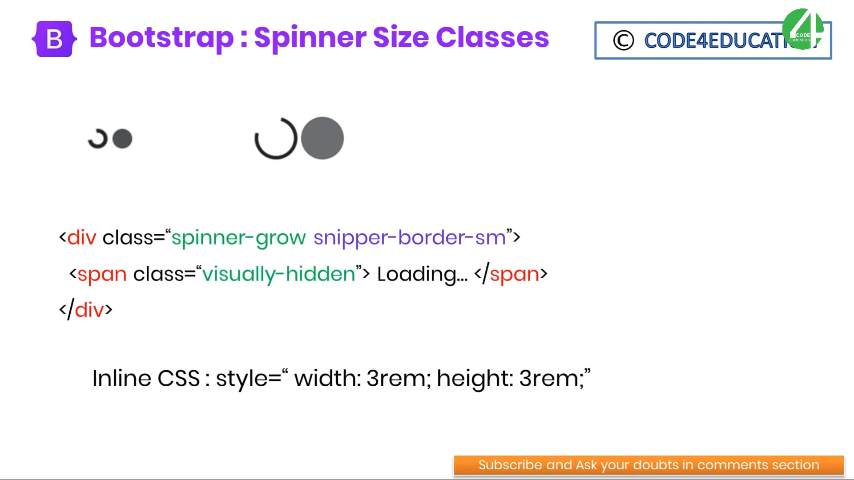 B Bootstrap : Spinner Size Classes
© CODE4EDUCATI
<div class=“spinner-grow snipper-border-sm”>
<span class=“visually-hidden”> Loading... </span>
</div>
Inline CSS : style=“ width: 3rem; height: 3rem;”
Subscribe and Ask your doubts in comments section